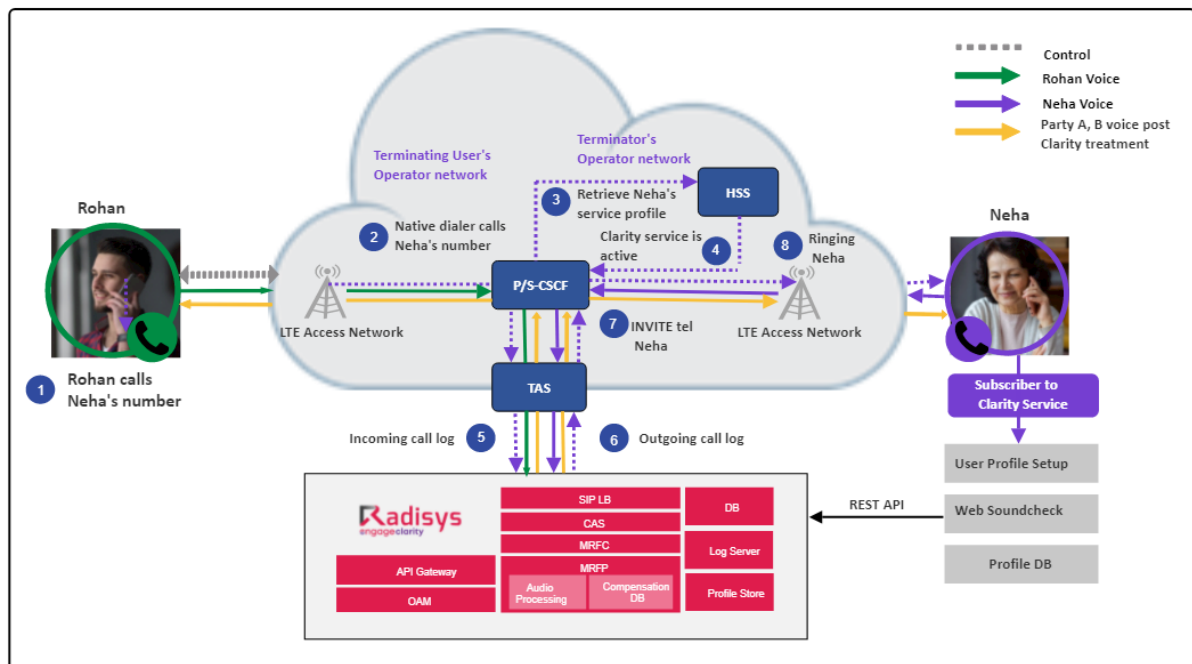 Control
Rohan Voice
Neha Voice
Party A, B voice post
Clarity treatment
Terminating User's
Operator network
Terminator's
Operator network
HSS
3
Retrieve Neha's
service profile
Rohan
2
Native dialer calls
Neha's number
Clarity service is
active
4
8
Ringing
Neha
Neha
P/S-CSCF
LTE Access Network
7
INVITE tel
Neha
LTE Access Network
1
Rohan calls
Neha's number
TAS
Subscriber to
Clarity Service
Incoming call log
5
6
Outgoing call log
User Profile Setup
Web Soundcheck
Profile DB
REST API
Radisys
engageclarity
API Gateway
OAM
SIP LB
CAS
MRFC
MRFP
Audio
Processing
Compensation
DB
DB
Log Server
Profile Store